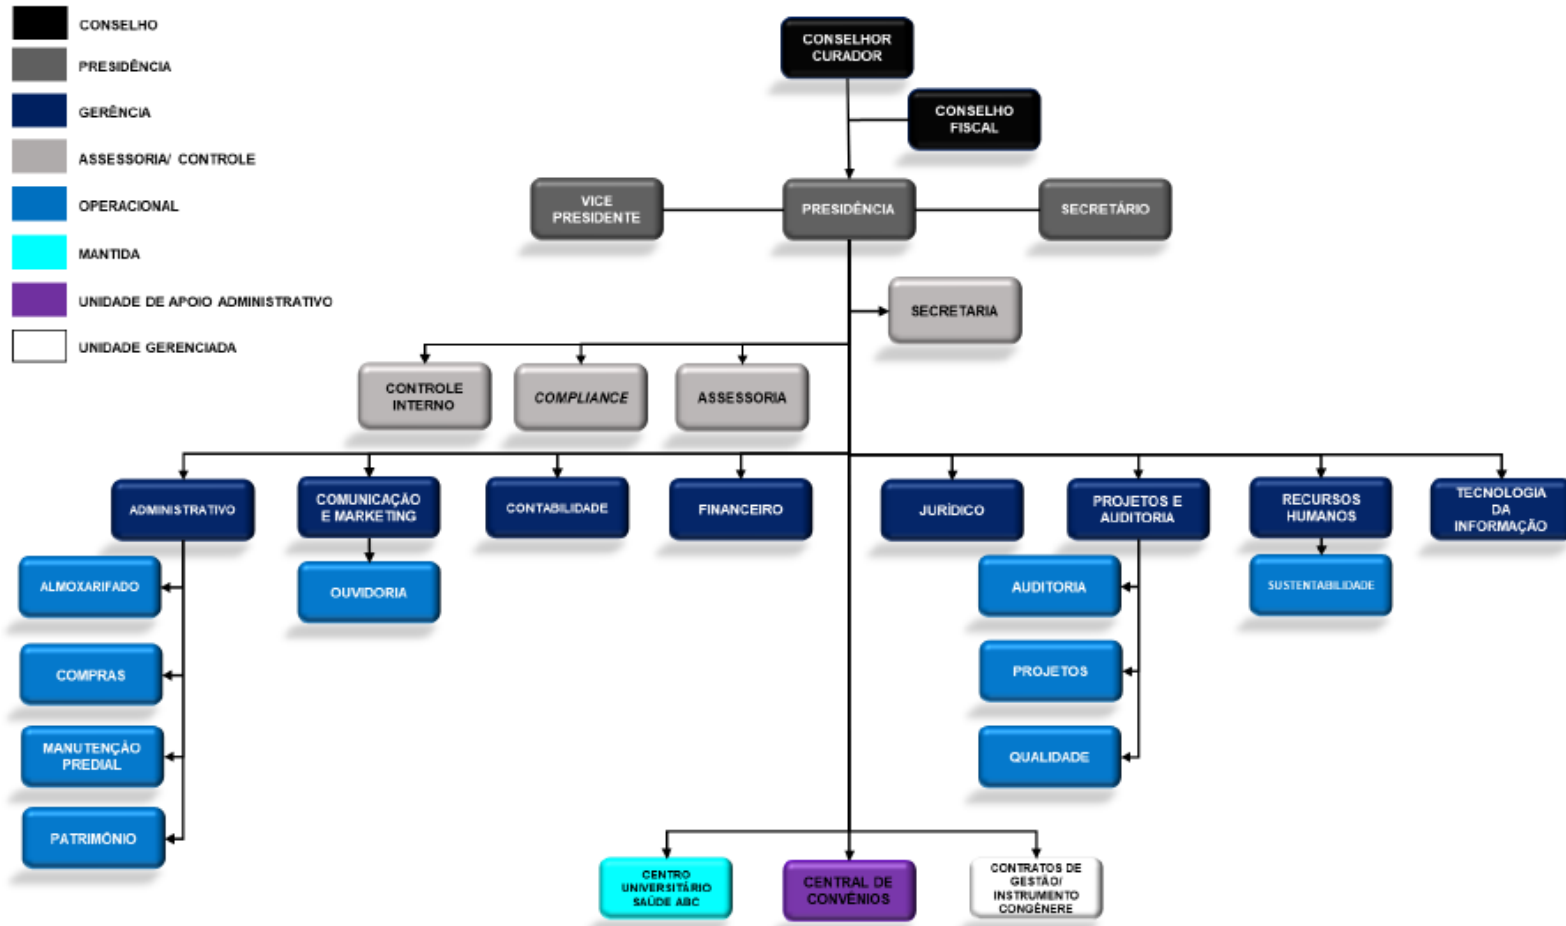 CONSELHO
PRESIDÊNCIA
GERÊNCIA
ASSESSORIA/ CONTROLE
OPERACIONAL
MANTIDA
UNIDADE DE APOIO ADMINISTRATIVO
UNIDADE GERENCIADA
CONSELHOR
CURADOR
CONSELHO
FISCAL
VICE
PRESIDENTE
PRESIDÊNCIA
SECRETÁRIO
SECRETARIA
CONTROLE
INTERNO
COMPLIANCE
ASSESSORIA
ADMINISTRATIVO
COMUNICAÇÃO
E MARKETING
CONTABILIDADE
FINANCEIRO
JURÍDICO
PROJETOS E
AUDITORIA
RECURSOS
HUMANOS
TECNOLOGIA
DA
INFORMAÇÃO
ALMOXARIFADO
COMPRAS
MANUTENÇÃO
PREDIAL
PATRIMÔNIO
OUVIDORIA
AUDITORIA
PROJETOS
QUALIDADE
SUSTENTABILIDADE
CENTRO
UNIVERSITÁRIO
SAÚDE ABC
CENTRAL DE
CONVÊNIOS
CONTRATOS DE
GESTÃO/
INSTRUMENTO
CONGÊNERE